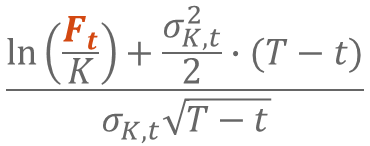 ln(F_t/K) + σ²_{K,t}/2 · (T − t)
σ_{K,t}√(T − t)